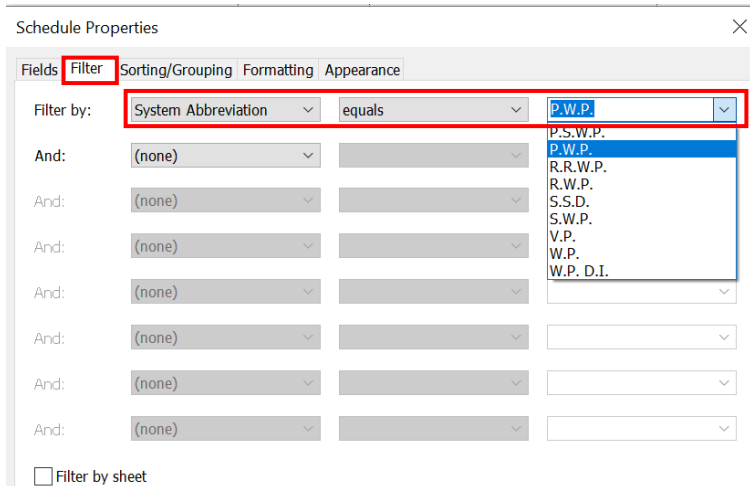 Schedule Properties
Fields Filter Sorting/Grouping Formatting Appearance
Filter by: System Abbreviation equals P.W.P.
P.S.W.P.
P.W.P.
And: (none)
R.R.W.P.
R.W.P.
And: (none)
S.S.D.
S.W.P.
V.P.
And: (none)
W.P.
W.P. D.I.
And: (none)
And: (none)
And: (none)
And: (none)
Filter by sheet